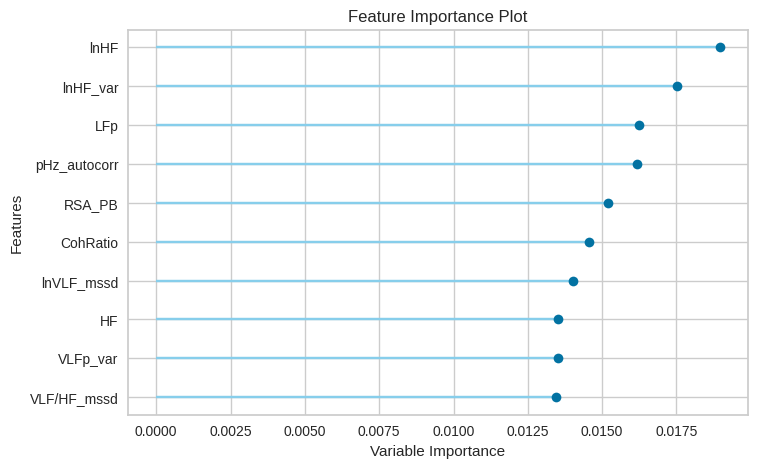 Feature Importance Plot
Features
lnHF
lnHF_var
LFp
pHz_autocorr
RSA_PB
CohRatio
lnVLF_mssd
HF
VLFp_var
VLF/HF_mssd
0.0000 0.0025 0.0050 0.0075 0.0100 0.0125 0.0150 0.0175
Variable Importance